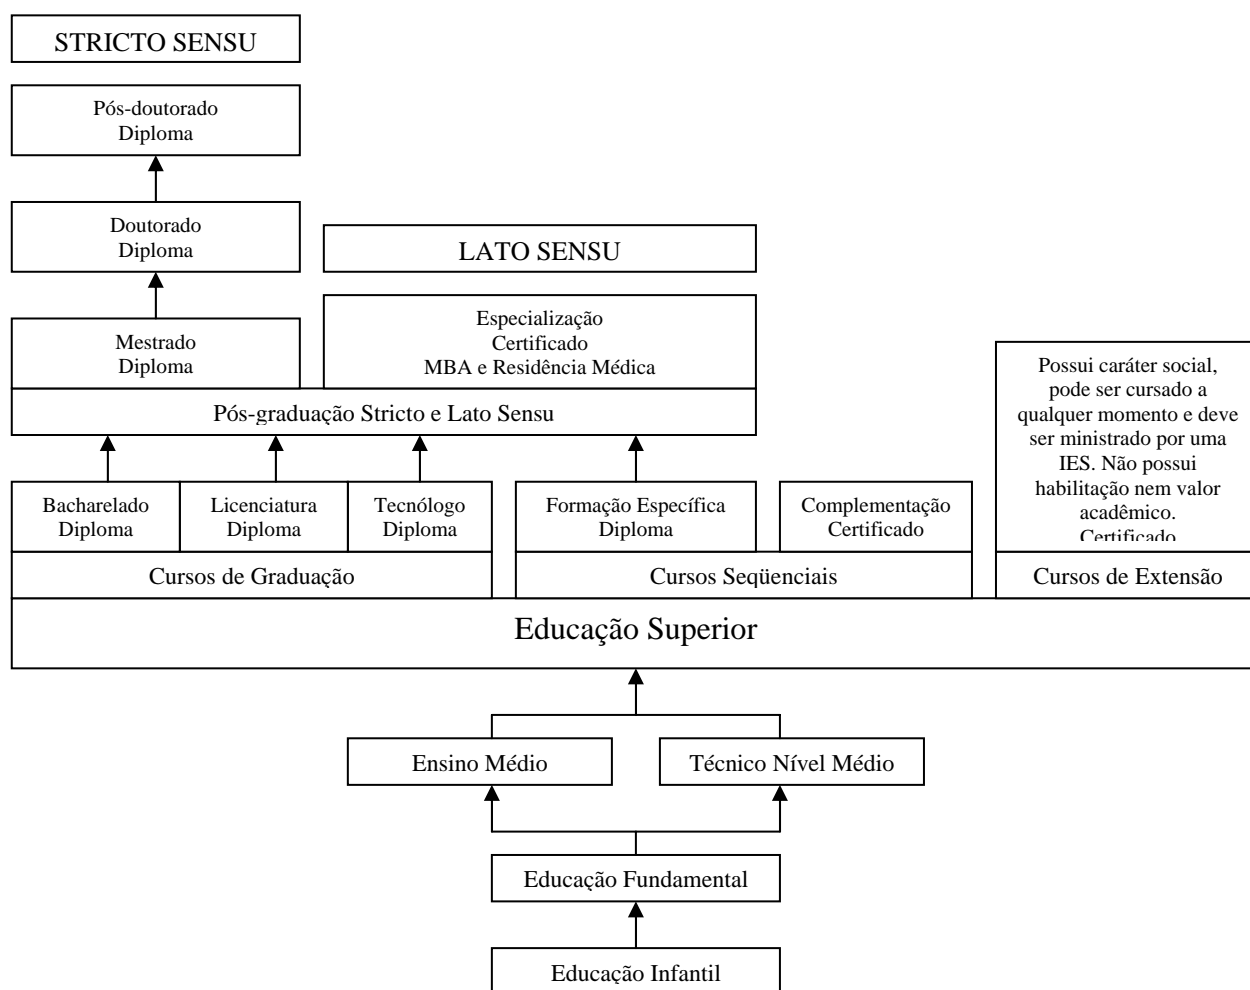 STRICTO SENSU
Pós-doutorado
Diploma
Doutorado
Diploma
LATO SENSU
Mestrado
Diploma
Especialização
Certificado
MBA e Residência Médica
Pós-graduação Stricto e Lato Sensu
Possui caráter social,
pode ser cursado a
qualquer momento e deve
ser ministrado por uma
IES. Não possui
habilitação nem valor
acadêmico.
Certificado
Bacharelado
Diploma
Licenciatura
Diploma
Tecnólogo
Diploma
Formação Específica
Diploma
Complementação
Certificado
Cursos de Graduação
Cursos Seqüenciais
Cursos de Extensão
Educação Superior
Ensino Médio
Técnico Nível Médio
Educação Fundamental
Educação Infantil